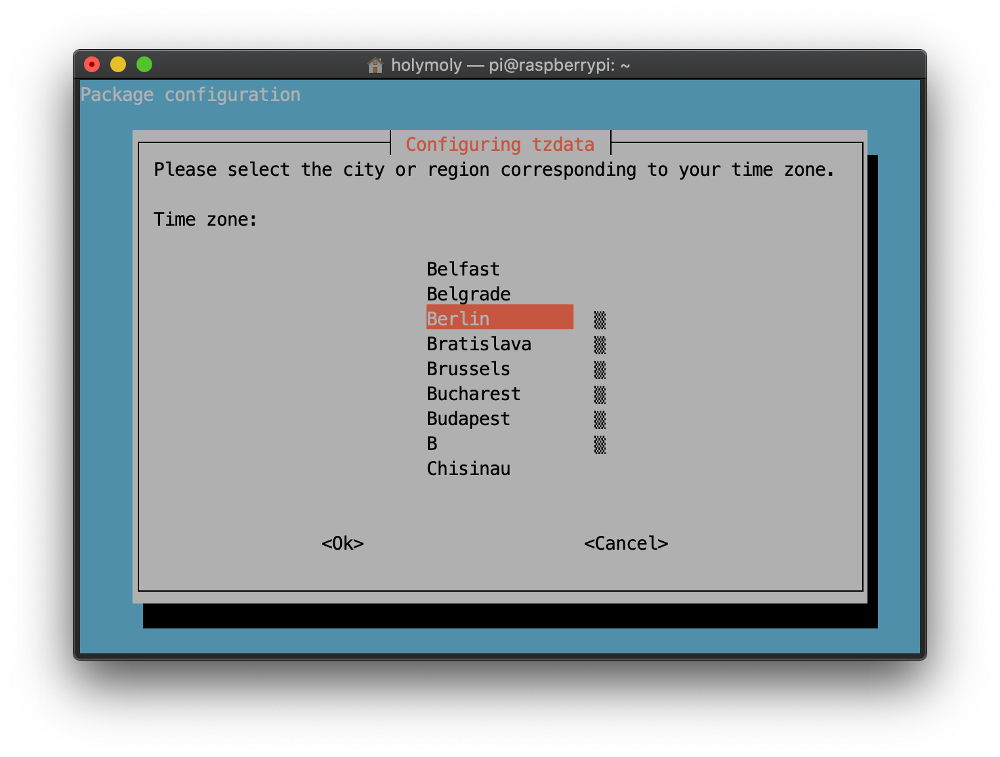 holymoly — pi@raspberrypi: ~
Package configuration
Configuring tzdata
Please select the city or region corresponding to your time zone.
Time zone:
Belfast
Belgrade
Berlin
Bratislava
Brussels
Bucharest
Budapest
B
Chisinau
<Ok> <Cancel>